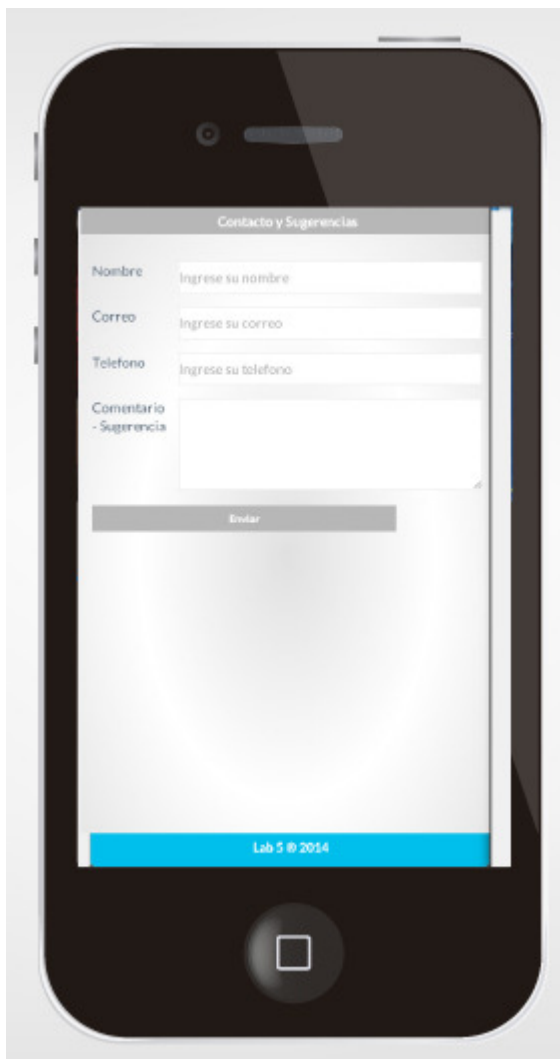 Contacto y Sugerencias
Nombre
Ingrese su nombre
Correo
Ingrese su correo
Telefono
Ingrese su telefono
Comentario
- Sugerencia
Enviar
Lab 5 ® 2014